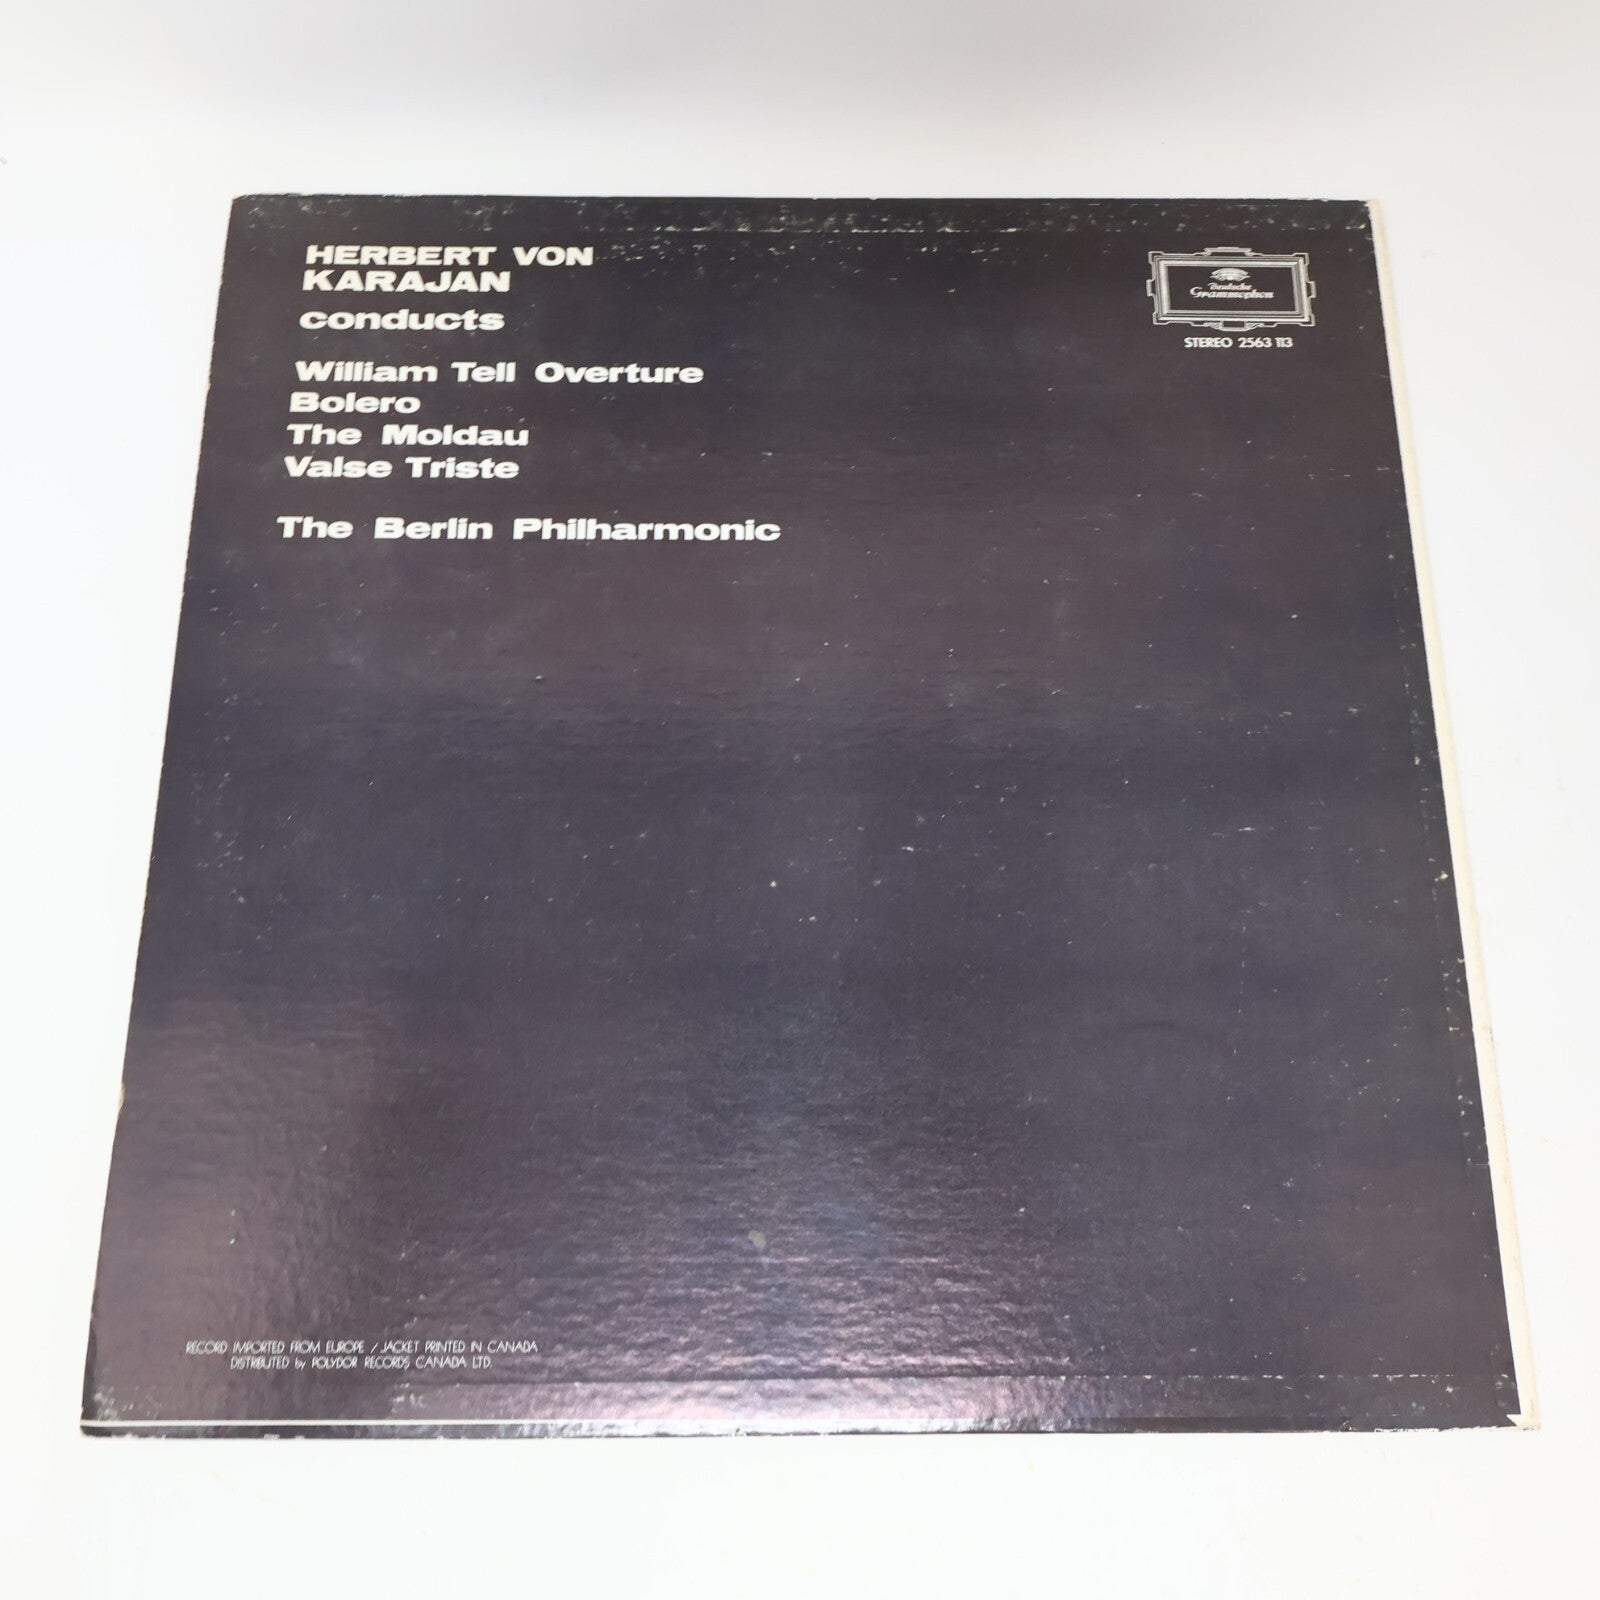 HERBERT VON
KARAJAN
conducts
William Tell Overture
Bolero
The Moldau
Valse Triste
The Berlin Philharmonic
Deutsche
Grammophon
STEREO 2563 113
RECORD IMPORTED FROM EUROPE / JACKET PRINTED IN CANADA
DISTRIBUTED by POLYDOR RECORDS CANADA LTD.